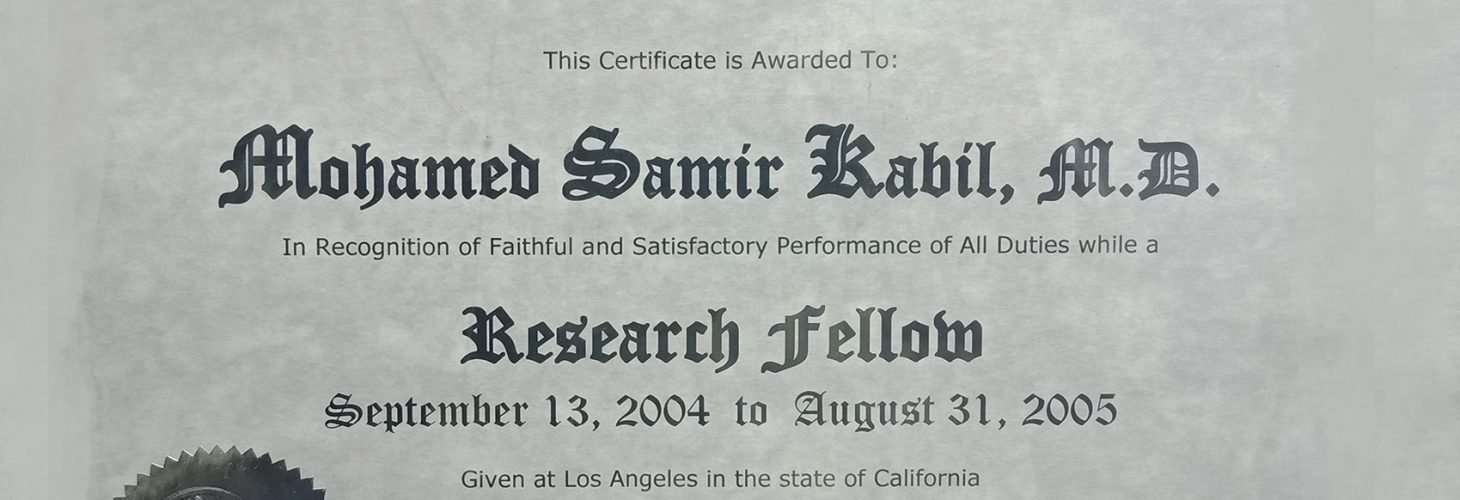 This Certificate is Awarded To:
Mohamed Samir Kabil, M.D.
In Recognition of Faithful and Satisfactory Performance of All Duties while a
Research Fellow
September 13, 2004 to August 31, 2005
Given at Los Angeles in the state of California